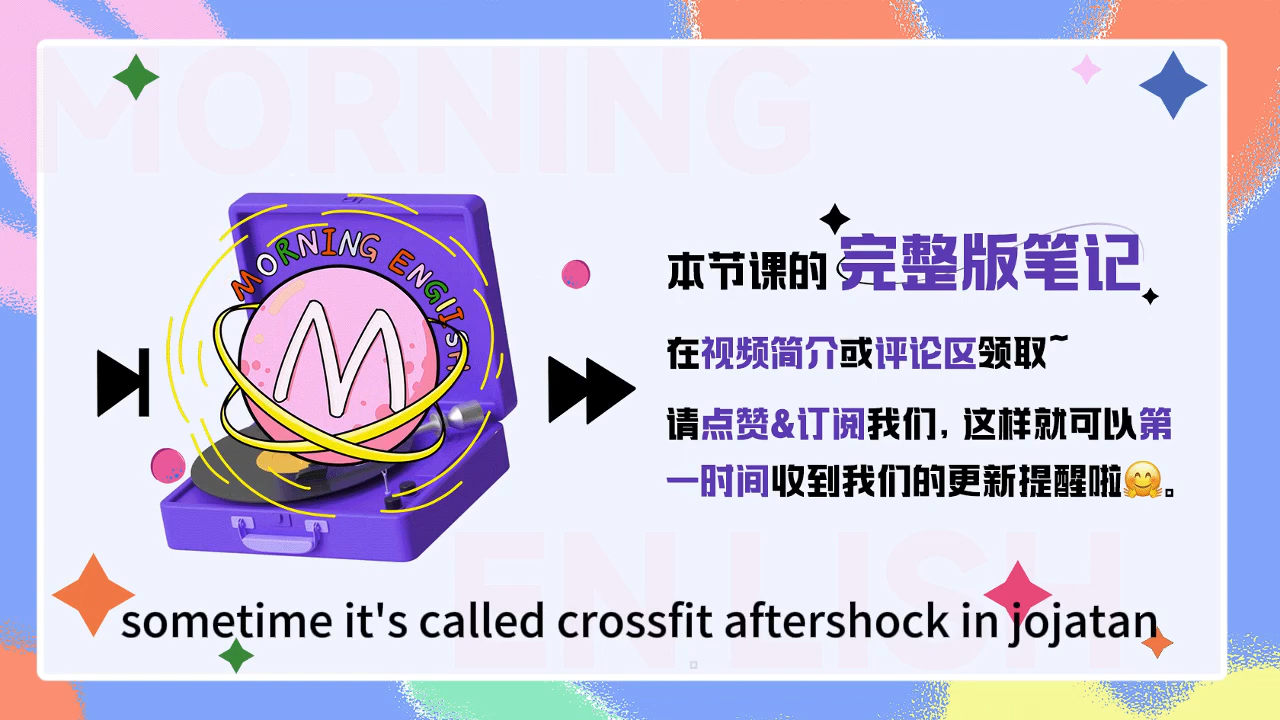 MORNING
MORNING ENGlISH
M
本节课的 完整版笔记
在视频简介或评论区领取~
请点赞&订阅我们, 这样就可以第
一时间收到我们的更新提醒啦🤗。
EN LISH
sometime it's called crossfit aftershock in jojatan